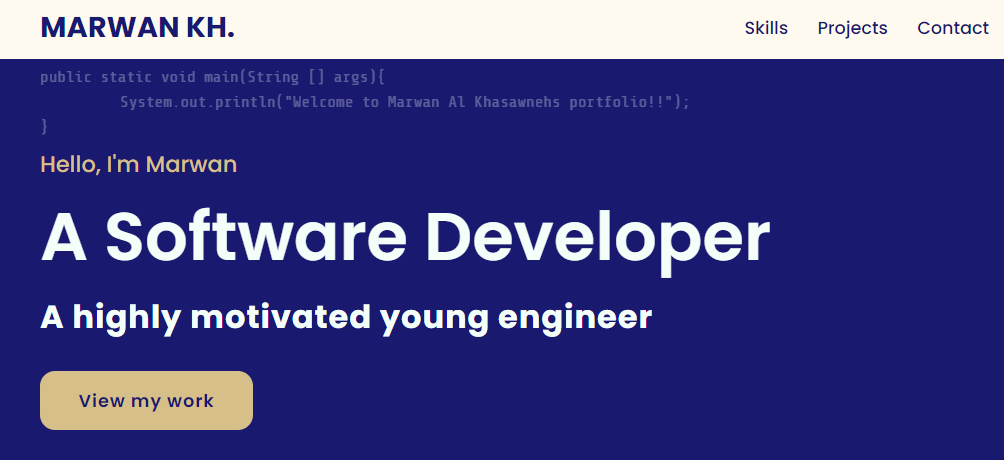 MARWAN KH.
Skills Projects Contact
public static void main(String [] args){
System.out.println("Welcome to Marwan Al Khasawnehs portfolio!!");
}
Hello, I'm Marwan
A Software Developer
A highly motivated young engineer
View my work